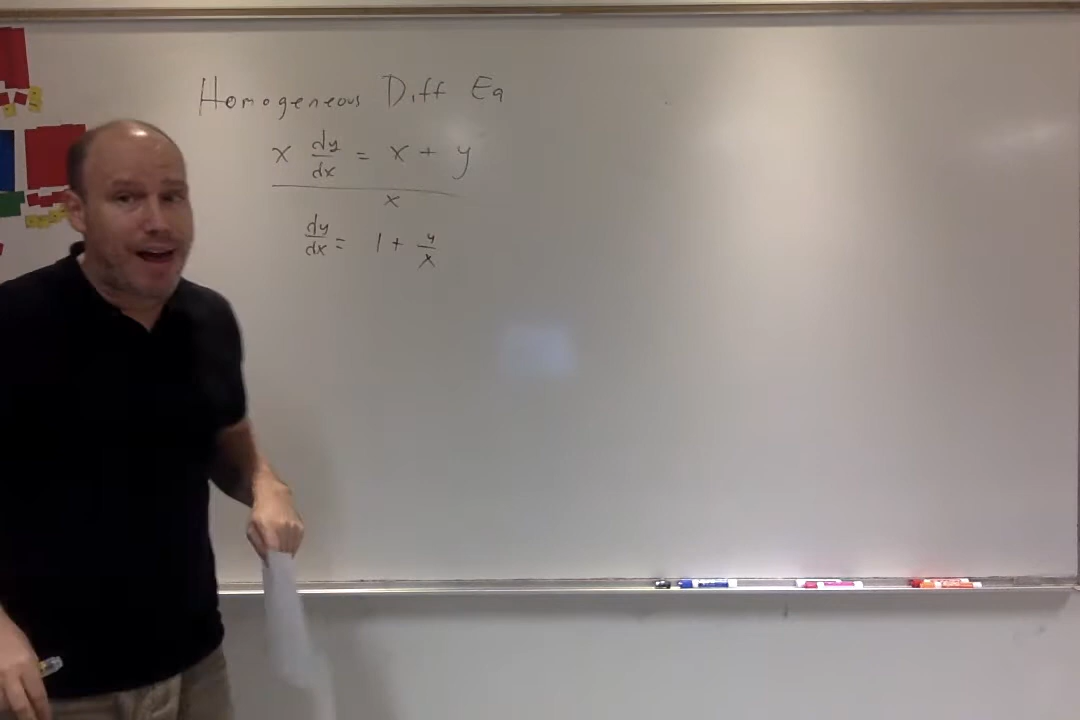 Homogeneous Diff Eq
x dy/dx = x + y
x
dy/dx = 1 + y/x